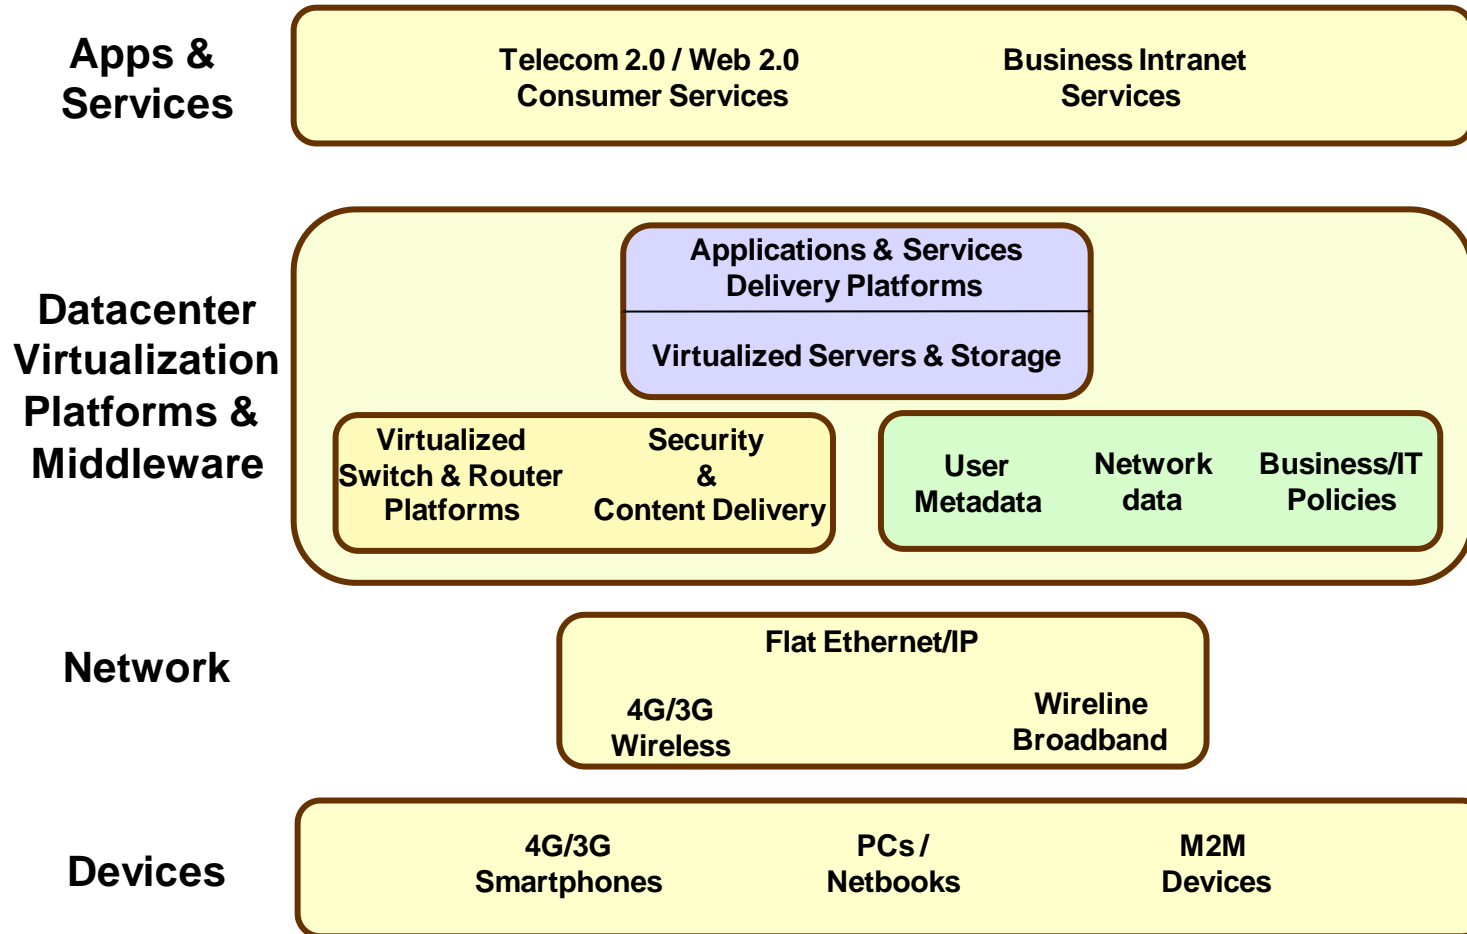 Apps &
Services
Telecom 2.0 / Web 2.0
Consumer Services
Business Intranet
Services
Datacenter
Virtualization
Platforms &
Middleware
Applications & Services
Delivery Platforms
Virtualized Servers & Storage
Virtualized
Switch & Router
Platforms
Security
&
Content Delivery
User
Metadata
Network
data
Business/IT
Policies
Network
Flat Ethernet/IP
4G/3G
Wireless
Wireline
Broadband
Devices
4G/3G
Smartphones
PCs /
Netbooks
M2M
Devices